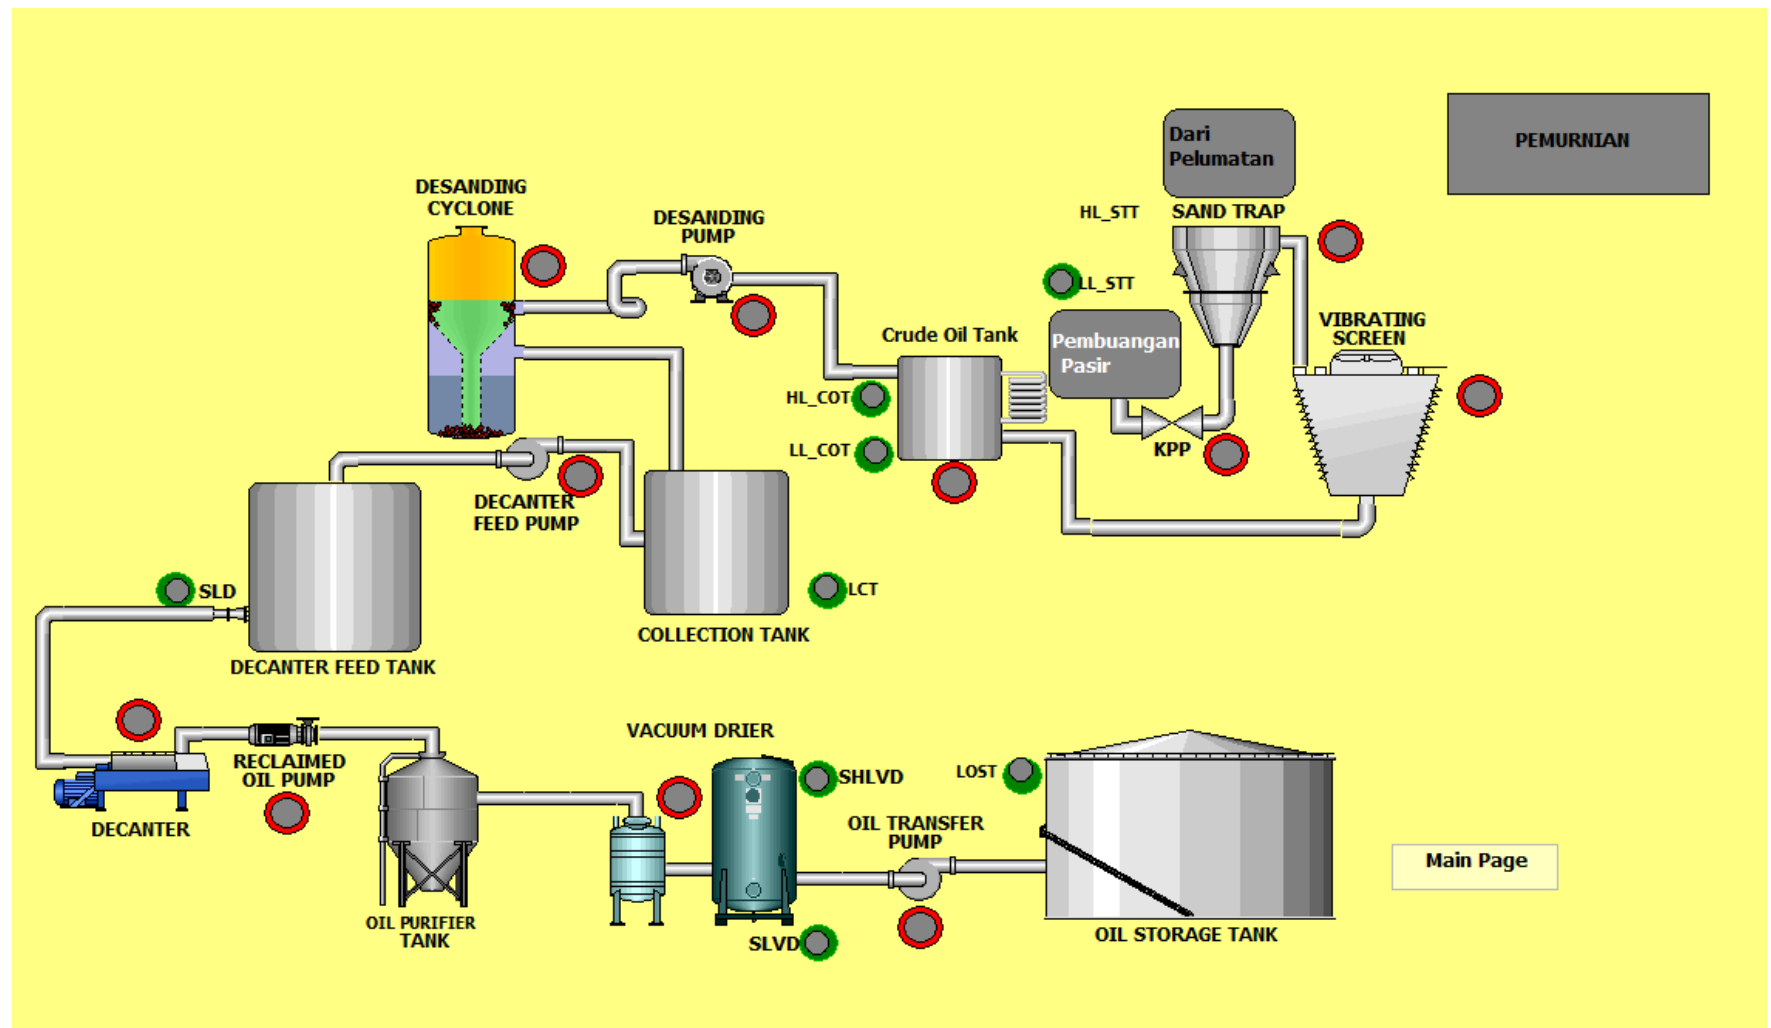 Dari
Pelumatan
PEMURNIAN
DESANDING
CYCLONE
DESANDING
PUMP
HL_STT
SAND TRAP
LL_STT
VIBRATING
SCREEN
Crude Oil Tank
Pembuangan
Pasir
HL_COT
LL_COT
KPP
DECANTER
FEED PUMP
SLD
LCT
COLLECTION TANK
DECANTER FEED TANK
VACUUM DRIER
RECLAIMED
OIL PUMP
SHLVD
LOST
DECANTER
OIL TRANSFER
PUMP
Main Page
OIL PURIFIER
TANK
SLVD
OIL STORAGE TANK